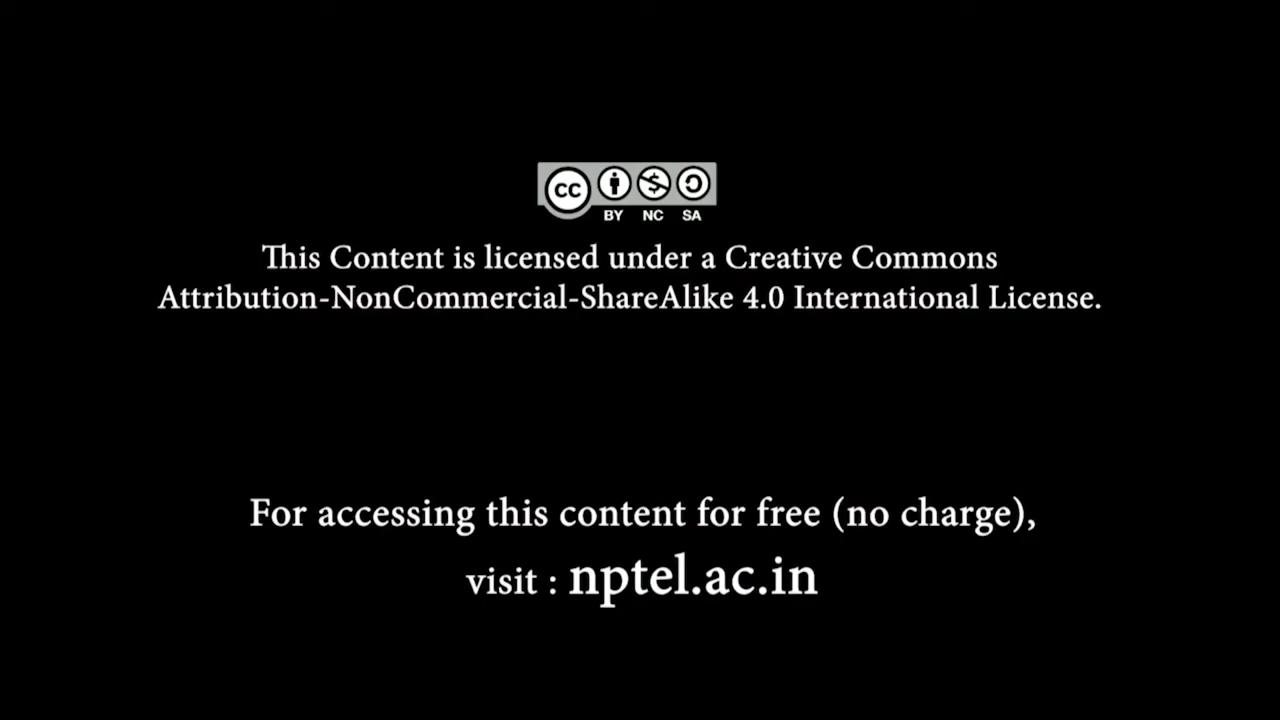 CC BY NC SA
This Content is licensed under a Creative Commons
Attribution-NonCommercial-ShareAlike 4.0 International License.
For accessing this content for free (no charge),
visit : nptel.ac.in